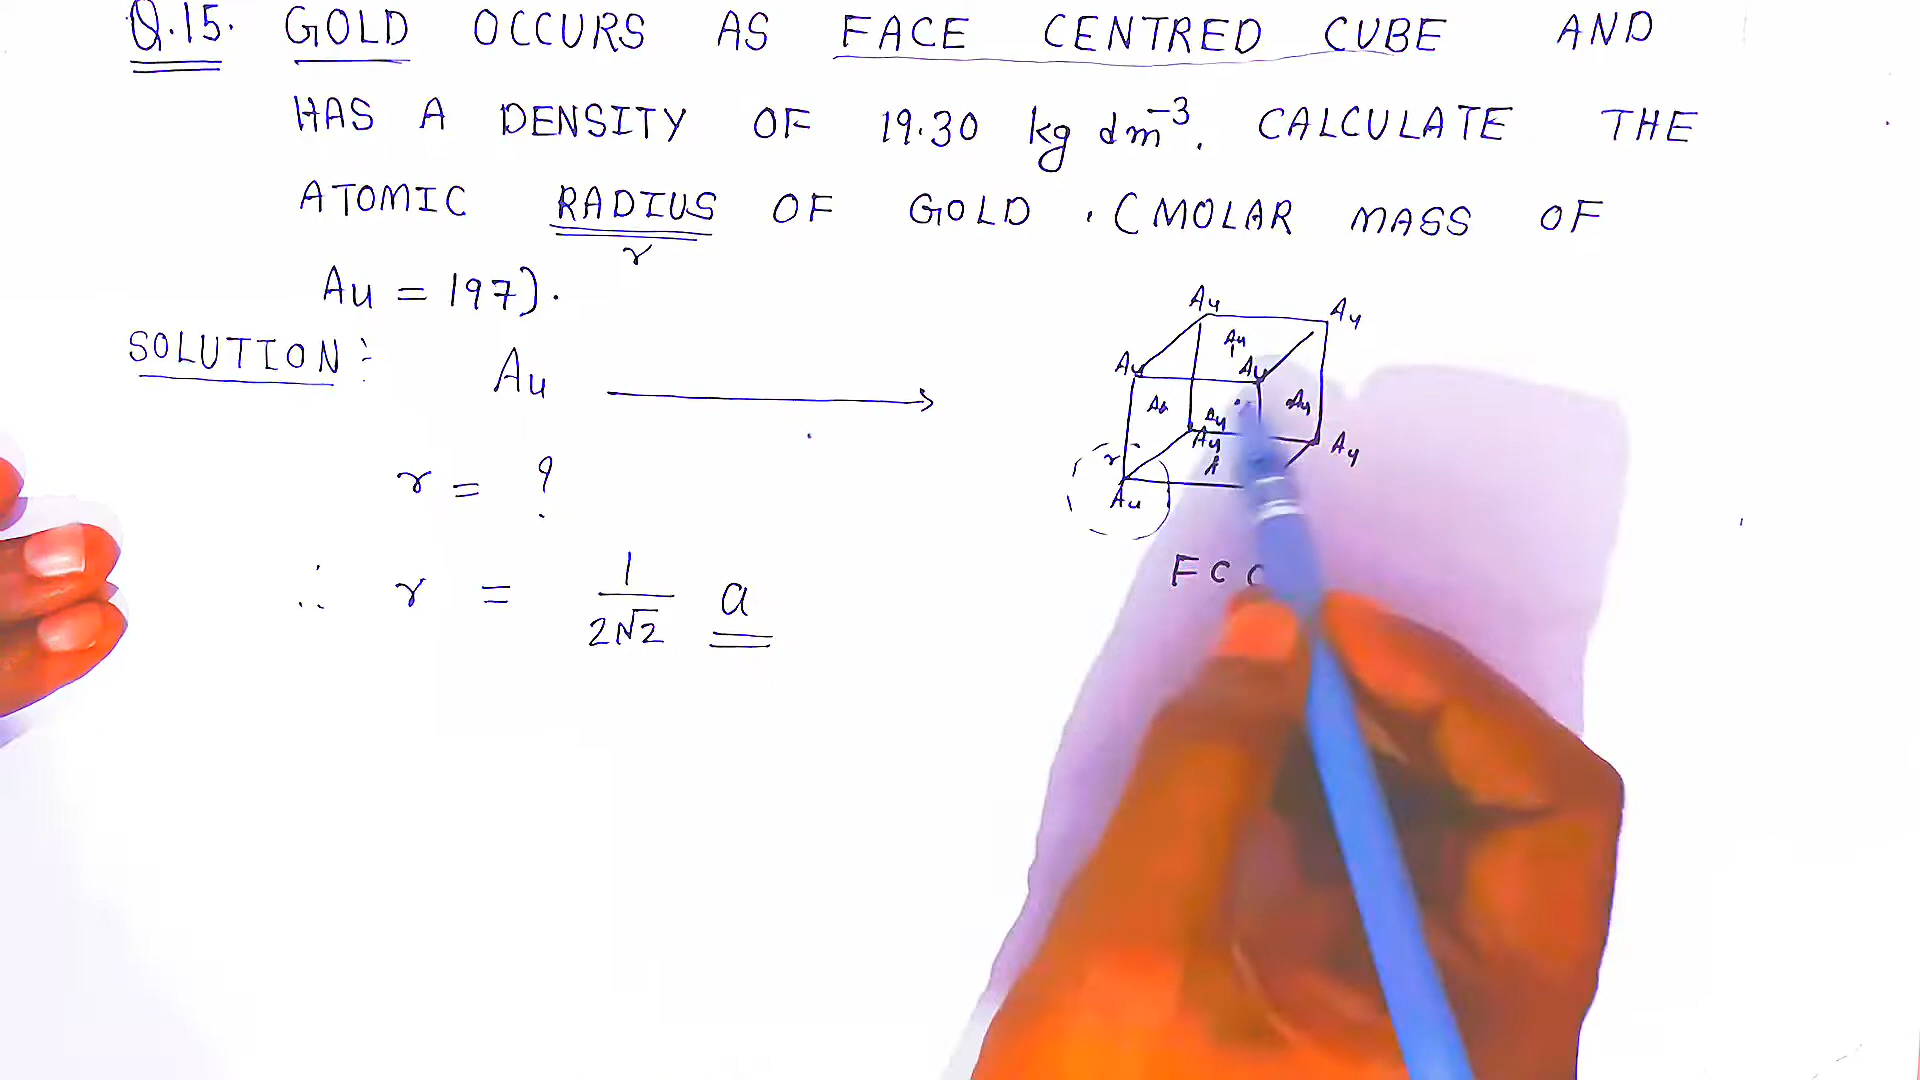 Q.15. GOLD OCCURS AS FACE CENTRED CUBE AND
HAS A DENSITY OF 19.30 kg dm⁻³. CALCULATE THE
ATOMIC RADIUS OF GOLD. (MOLAR MASS OF
r
Au = 197).
SOLUTION:
Au →
r = ?
∴ r = 1/2√2 a
Au Au
Au
Au Au
Au Au Au
Au Au
r
Au
FCC